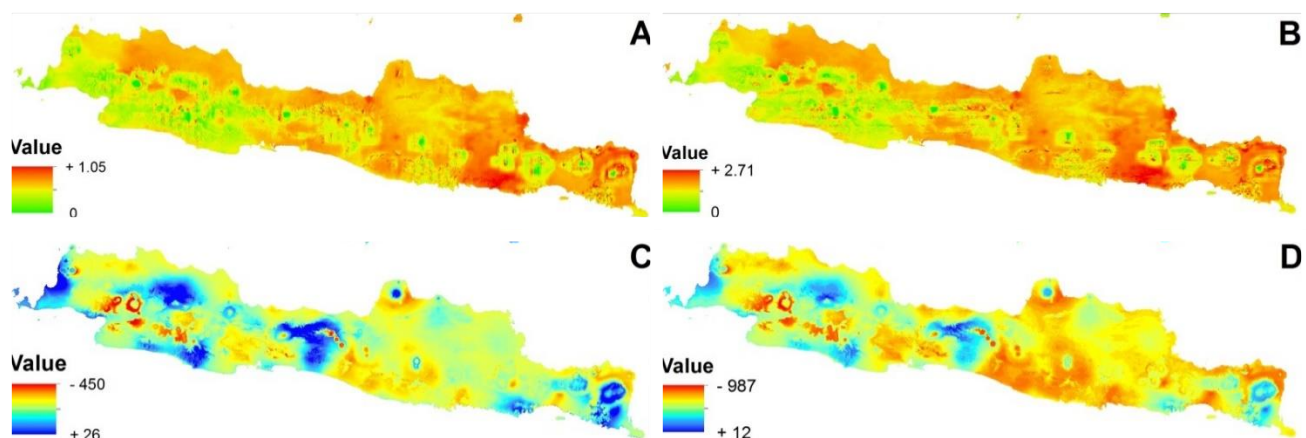 A
Value
+ 1.05
0
B
Value
+ 2.71
0
C
Value
- 450
+ 26
D
Value
- 987
+ 12